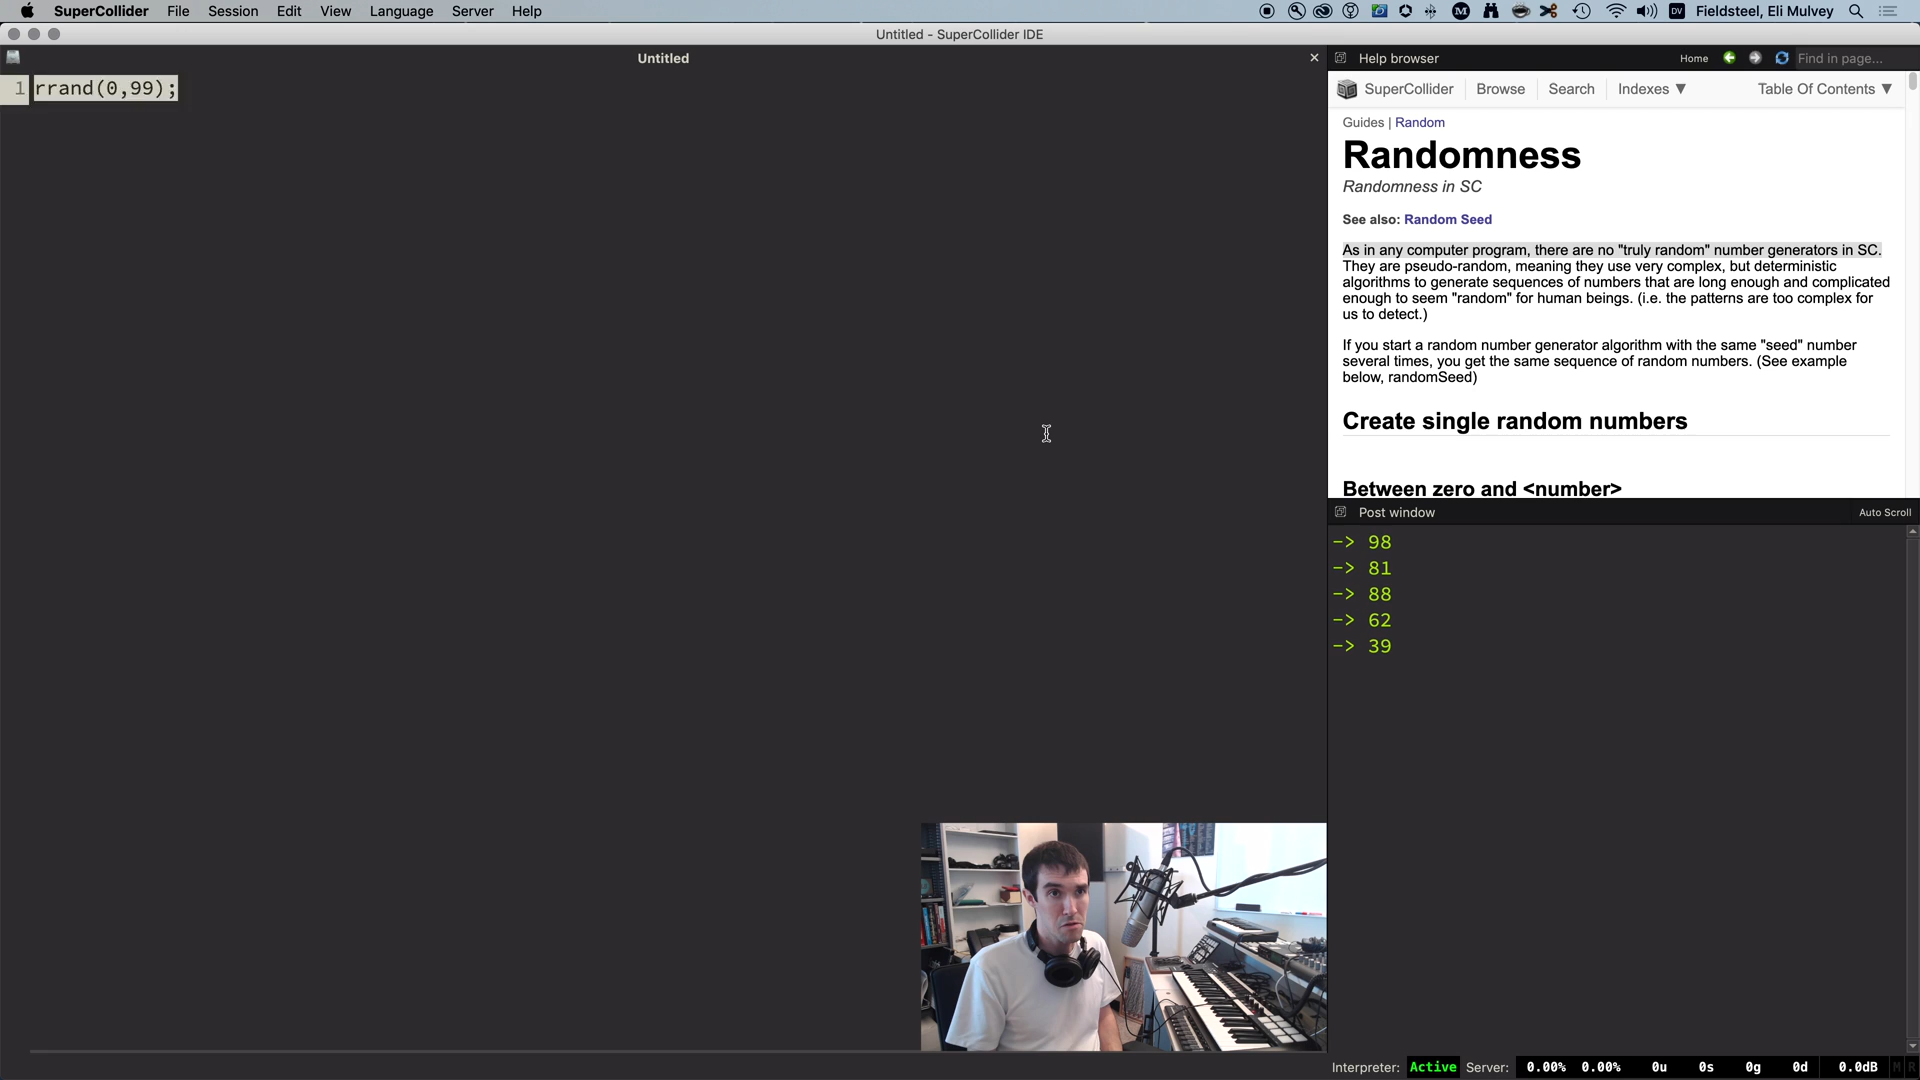 SuperCollider File Session Edit View Language Server Help
DV Fieldsteel, Eli Mulvey
Untitled - SuperCollider IDE
Untitled
1 rrand(0,99);
Help browser Home Find in page...
SuperCollider Browse Search Indexes ▼ Table Of Contents ▼
Guides | Random
Randomness
Randomness in SC
See also: Random Seed
As in any computer program, there are no "truly random" number generators in SC.
They are pseudo-random, meaning they use very complex, but deterministic
algorithms to generate sequences of numbers that are long enough and complicated
enough to seem "random" for human beings. (i.e. the patterns are too complex for
us to detect.)
If you start a random number generator algorithm with the same "seed" number
several times, you get the same sequence of random numbers. (See example
below, randomSeed)
Create single random numbers
Between zero and <number>
Post window Auto Scroll
-> 98
-> 81
-> 88
-> 62
-> 39
Interpreter: Active Server: 0.00% 0.00% 0u 0s 0g 0d 0.0dB M R